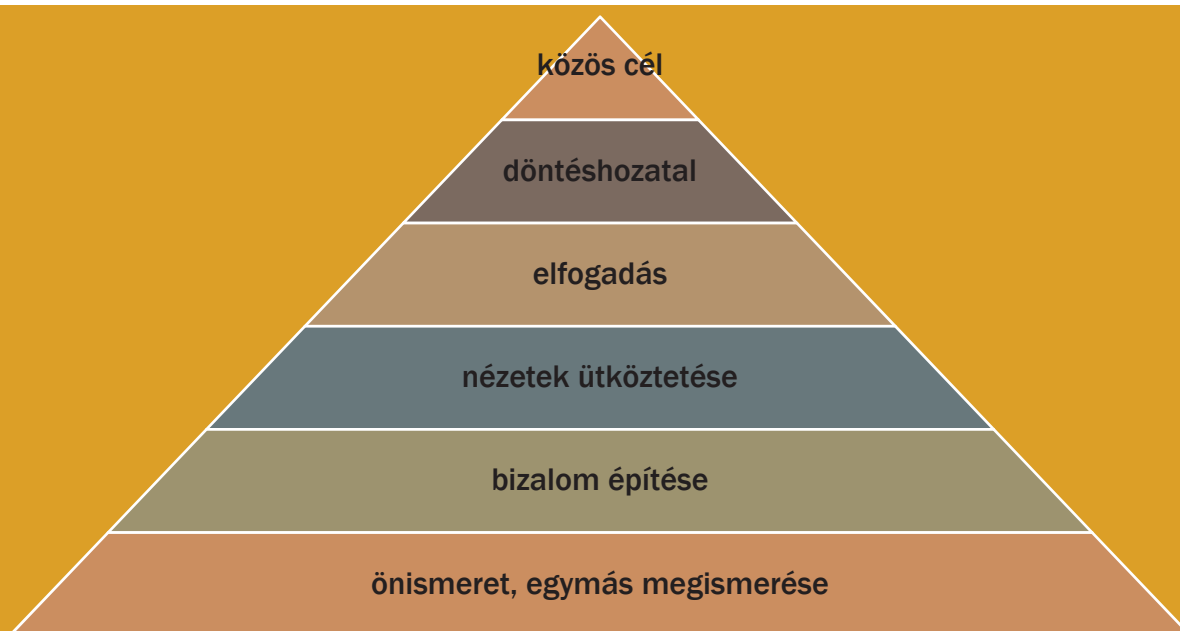 közös cél
döntéshozatal
elfogadás
nézetek ütköztetése
bizalom építése
önismeret, egymás megismerése